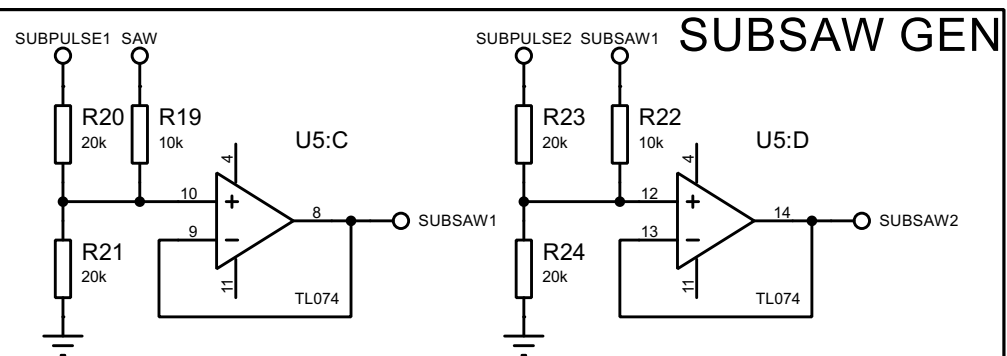 SUBSAW GEN
SUBPULSE1 SAW
R20
20k
R19
10k
U5:C
4
10
+
9
−
8
SUBSAW1
R21
20k
11
TL074
SUBPULSE2 SUBSAW1
R23
20k
R22
10k
U5:D
4
12
+
13
−
14
SUBSAW2
R24
20k
11
TL074